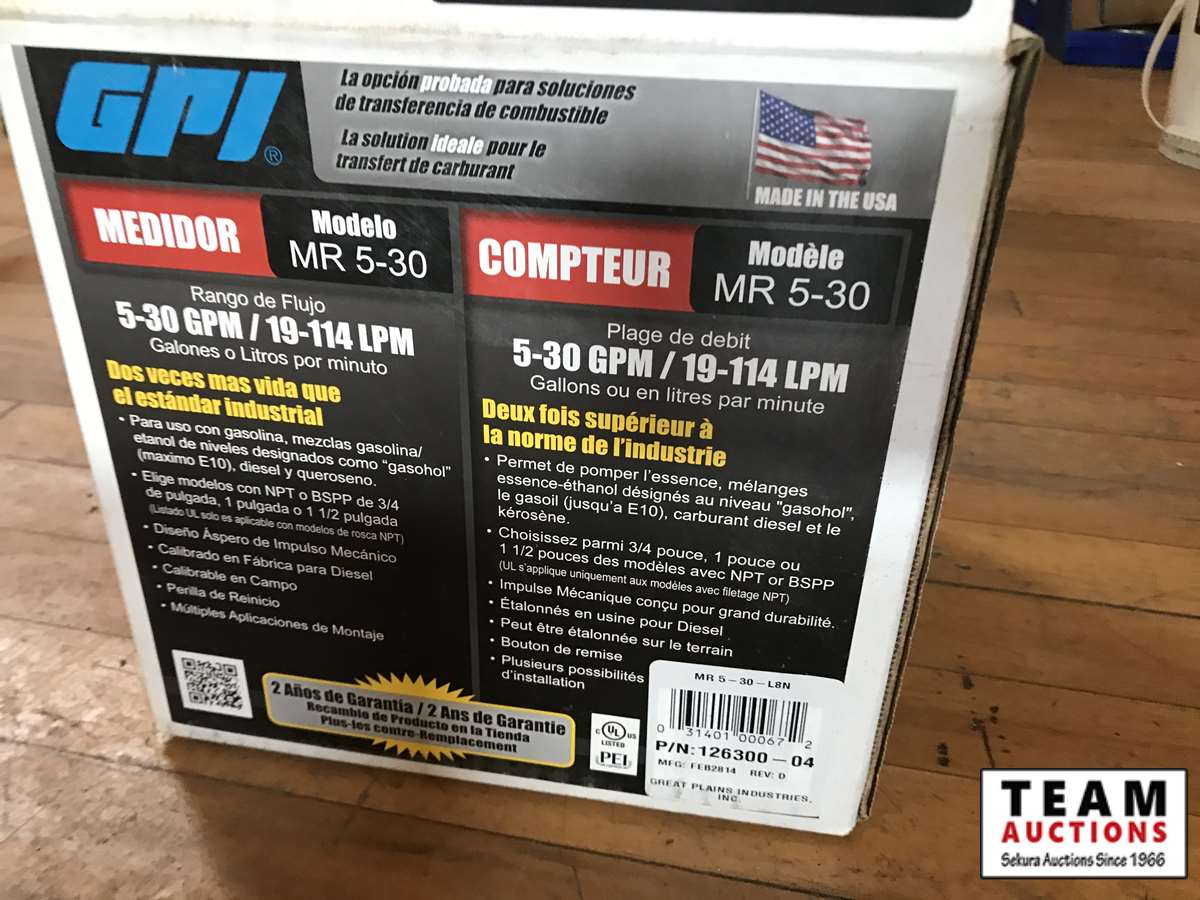 GPI®
La opción probada para soluciones
de transferencia de combustible
La solution ideale pour le
transfert de carburant
MADE IN THE USA
MEDIDOR
Modelo
MR 5-30
Rango de Flujo
5-30 GPM / 19-114 LPM
Galones o Litros por minuto
Dos veces mas vida que
el estándar industrial
• Para uso con gasolina, mezclas gasolina/
etanol de niveles designados como "gasohol"
(maximo E10), diesel y queroseno.
• Elige modelos con NPT o BSPP de 3/4
de pulgada, 1 pulgada o 1 1/2 pulgada
(Listado UL solo es aplicable con modelos de rosca NPT)
• Diseño Áspero de Impulso Mecánico
• Calibrado en Fábrica para Diesel
• Calibrable en Campo
• Perilla de Reinicio
• Múltiples Aplicaciones de Montaje
COMPTEUR
Modèle
MR 5-30
Plage de debit
5-30 GPM / 19-114 LPM
Gallons ou en litres par minute
Deux fois supérieur à
la norme de l'industrie
• Permet de pomper l'essence, mélanges
essence-éthanol désignés au niveau "gasohol",
le gasoil (jusqu'a E10), carburant diesel et le
kérosène.
• Choisissez parmi 3/4 pouce, 1 pouce ou
1 1/2 pouces des modèles avec NPT or BSPP
(UL s'applique uniquement aux modèles avec filetage NPT)
• Impulse Mécanique conçu pour grand durabilité.
• Étalonnés en usine pour Diesel
• Peut être étalonnée sur le terrain
• Bouton de remise
• Plusieurs possibilités
d'installation
2 Años de Garantía / 2 Ans de Garantie
Recambio de Producto en la Tienda
Plus-les contre-Remplacement
C UL US
LISTED
PEI
MR 5-30-L8N
0 31401 00067 2
P/N: 126300-04
MFG: FEB2814 REV: D
GREAT PLAINS INDUSTRIES,
INC.
TEAM
AUCTIONS
Sekura Auctions Since 1966